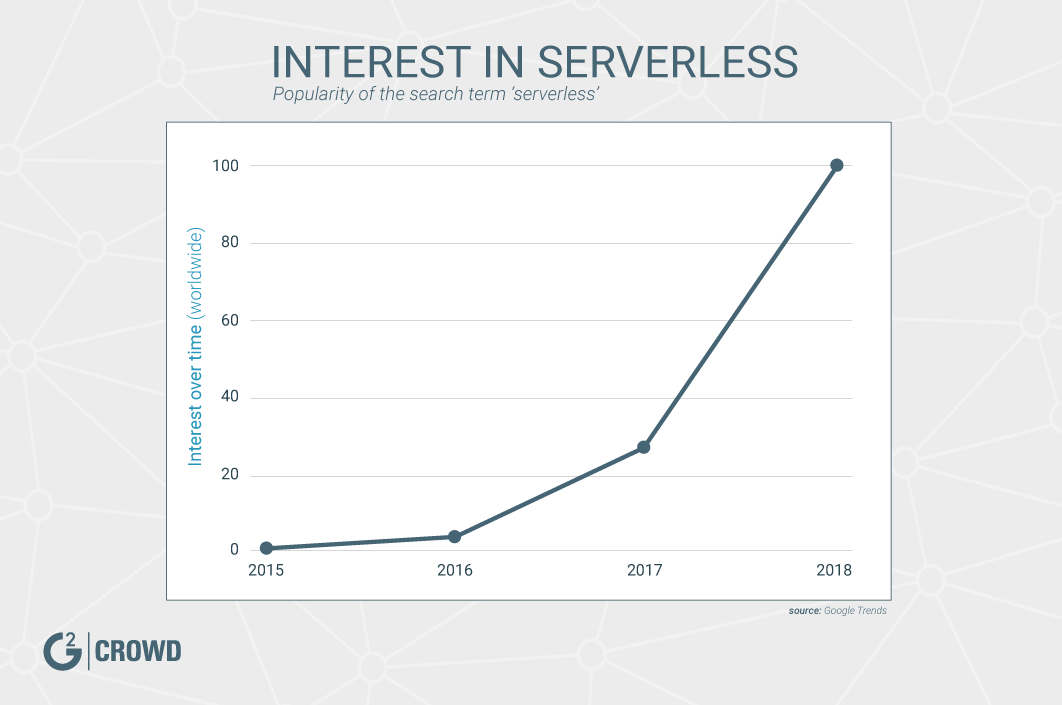 INTEREST IN SERVERLESS
Popularity of the search term ‘serverless’
Interest over time (worldwide)
100
80
60
40
20
0
2015 2016 2017 2018
source: Google Trends
G2 | CROWD